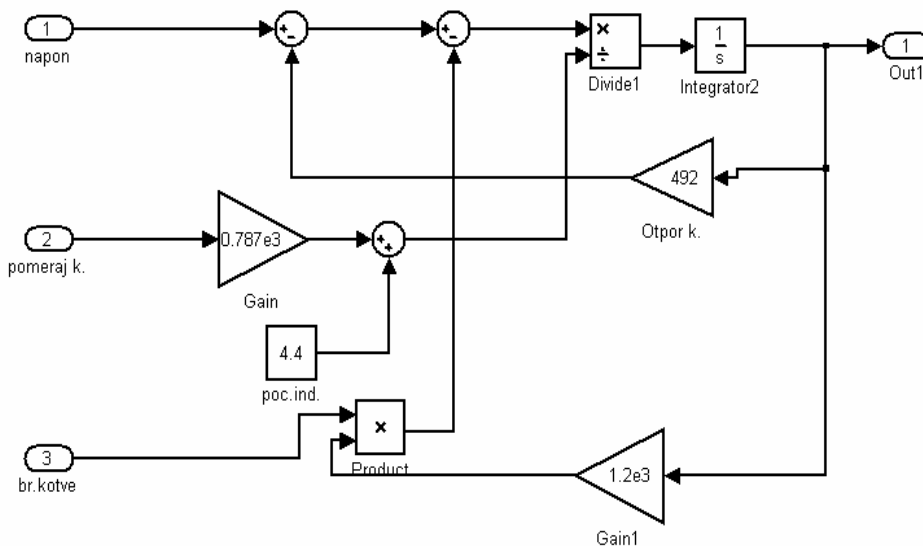 1
napon
+
-
+
-
×
÷
Divide1
1
s
Integrator2
1
Out1
492
Otpor k.
2
pomeraj k.
0.787e3
Gain
+
+
4.4
poc.ind.
3
br.kotve
×
Product
1.2e3
Gain1